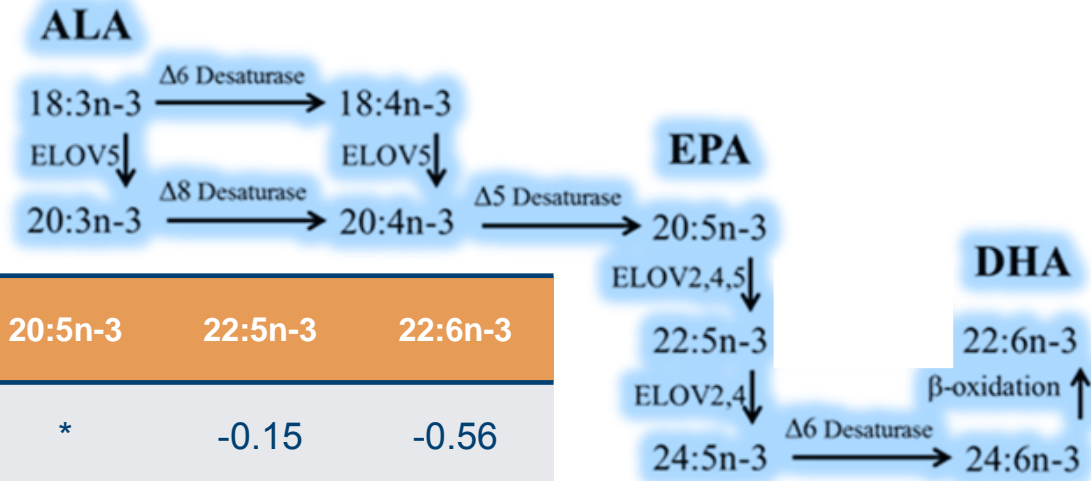 ALA
Δ6 Desaturase
18:3n-3 18:4n-3
ELOV5 ELOV5
EPA
Δ8 Desaturase Δ5 Desaturase
20:3n-3 20:4n-3 20:5n-3
ELOV2,4,5
DHA
20:5n-3 22:5n-3 22:6n-3
22:5n-3 22:6n-3
ELOV2,4 β-oxidation
* -0.15 -0.56
Δ6 Desaturase
24:5n-3 24:6n-3